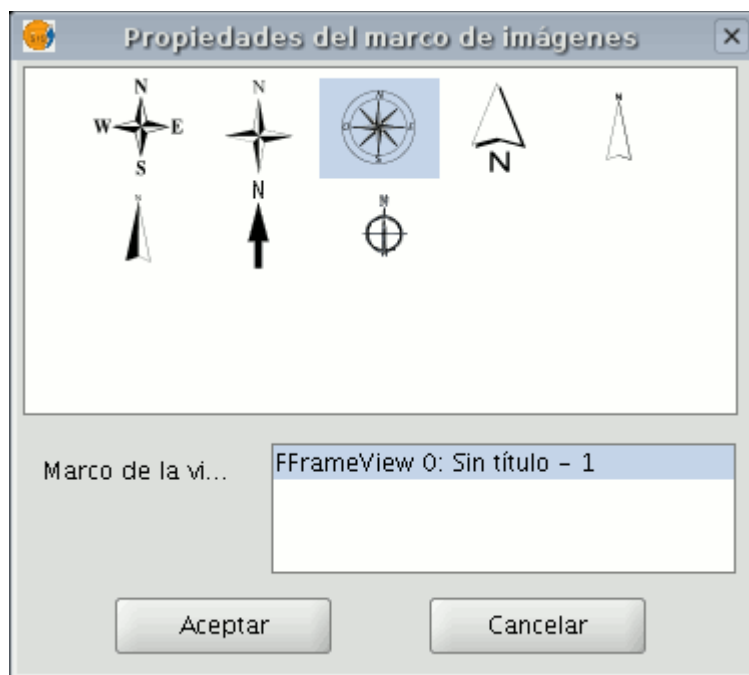 Propiedades del marco de imágenes
N
W E
S
N
N
O E
S
N
N
N
N
N
Marco de la vi...
FFrameView 0: Sin título - 1
Aceptar
Cancelar